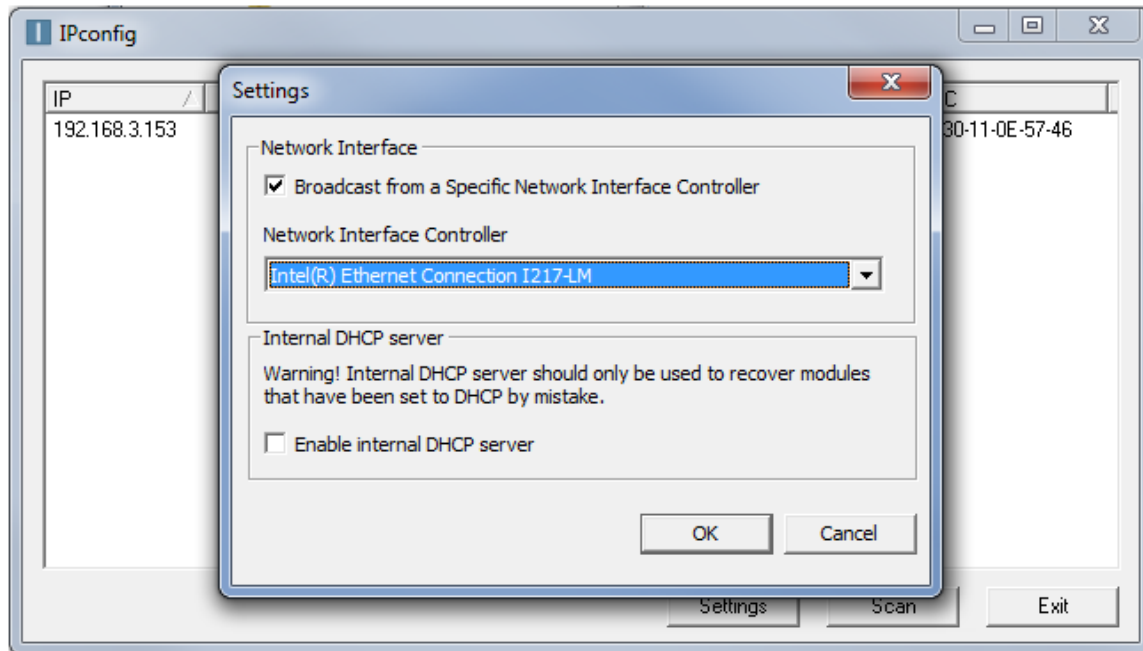 IPconfig
Settings
IP
C
192.168.3.153
30-11-0E-57-46
Network Interface
Broadcast from a Specific Network Interface Controller
Network Interface Controller
Intel(R) Ethernet Connection I217-LM
Internal DHCP server
Warning! Internal DHCP server should only be used to recover modules
that have been set to DHCP by mistake.
Enable internal DHCP server
OK Cancel
Settings Scan Exit